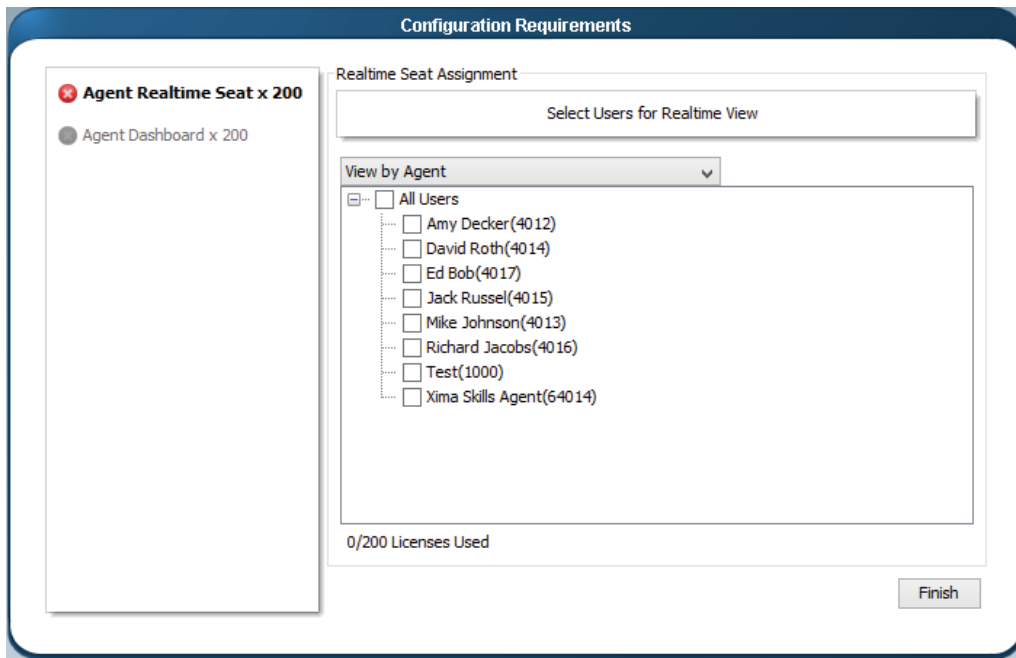 Configuration Requirements
Agent Realtime Seat x 200
Agent Dashboard x 200
Realtime Seat Assignment
Select Users for Realtime View
View by Agent
All Users
Amy Decker(4012)
David Roth(4014)
Ed Bob(4017)
Jack Russel(4015)
Mike Johnson(4013)
Richard Jacobs(4016)
Test(1000)
Xima Skills Agent(64014)
0/200 Licenses Used
Finish